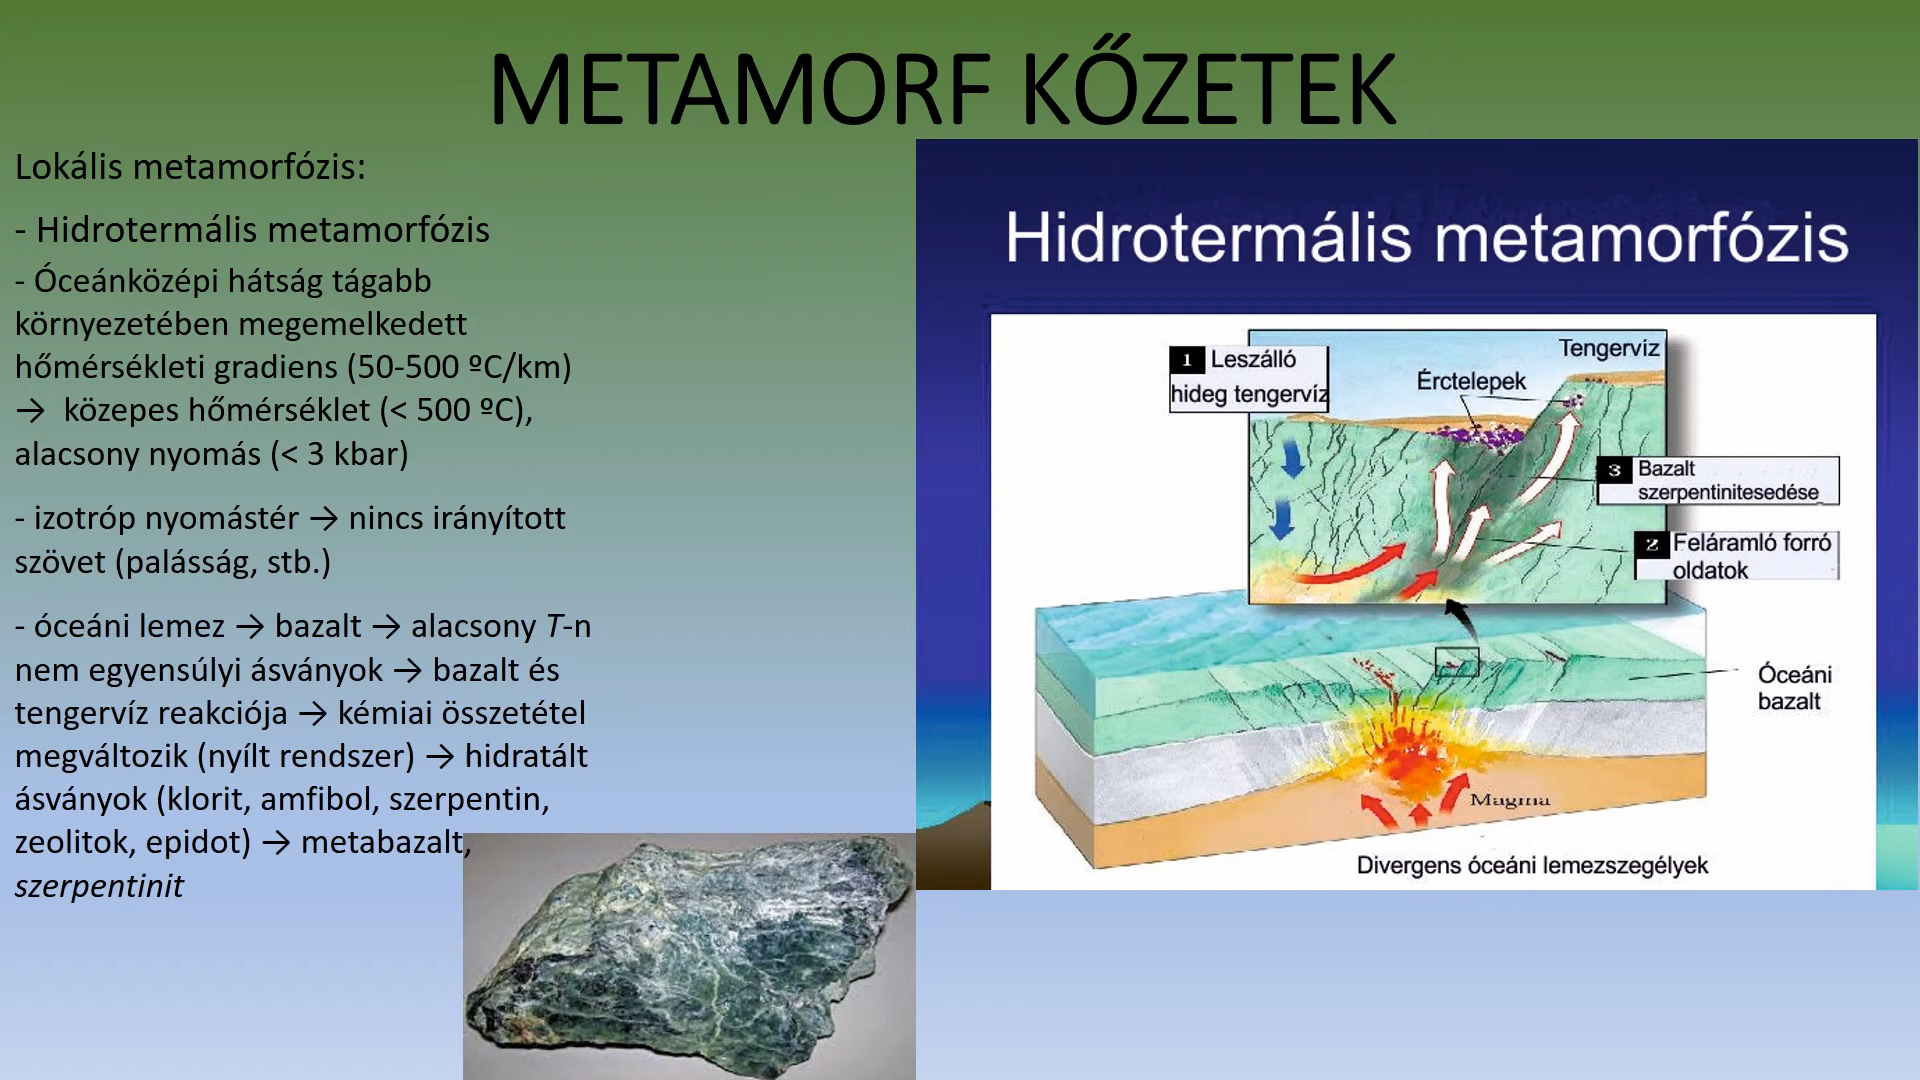 METAMORF KŐZETEK
Lokális metamorfózis:
- Hidrotermális metamorfózis
- Óceánközépi hátság tágabb
környezetében megemelkedett
hőmérsékleti gradiens (50-500 ºC/km)
→ közepes hőmérséklet (< 500 ºC),
alacsony nyomás (< 3 kbar)
- izotróp nyomástér → nincs irányított
szövet (palásság, stb.)
- óceáni lemez → bazalt → alacsony T-n
nem egyensúlyi ásványok → bazalt és
tengervíz reakciója → kémiai összetétel
megváltozik (nyílt rendszer) → hidratált
ásványok (klorit, amfibol, szerpentin,
zeolitok, epidot) → metabazalt,
szerpentinit
Hidrotermális metamorfózis
Tengervíz
1 Leszálló
hideg tengervíz
Érctelepek
3 Bazalt
szerpentinitesedése
2 Feláramló forró
oldatok
Óceáni
bazalt
Magma
Divergens óceáni lemezszegélyek